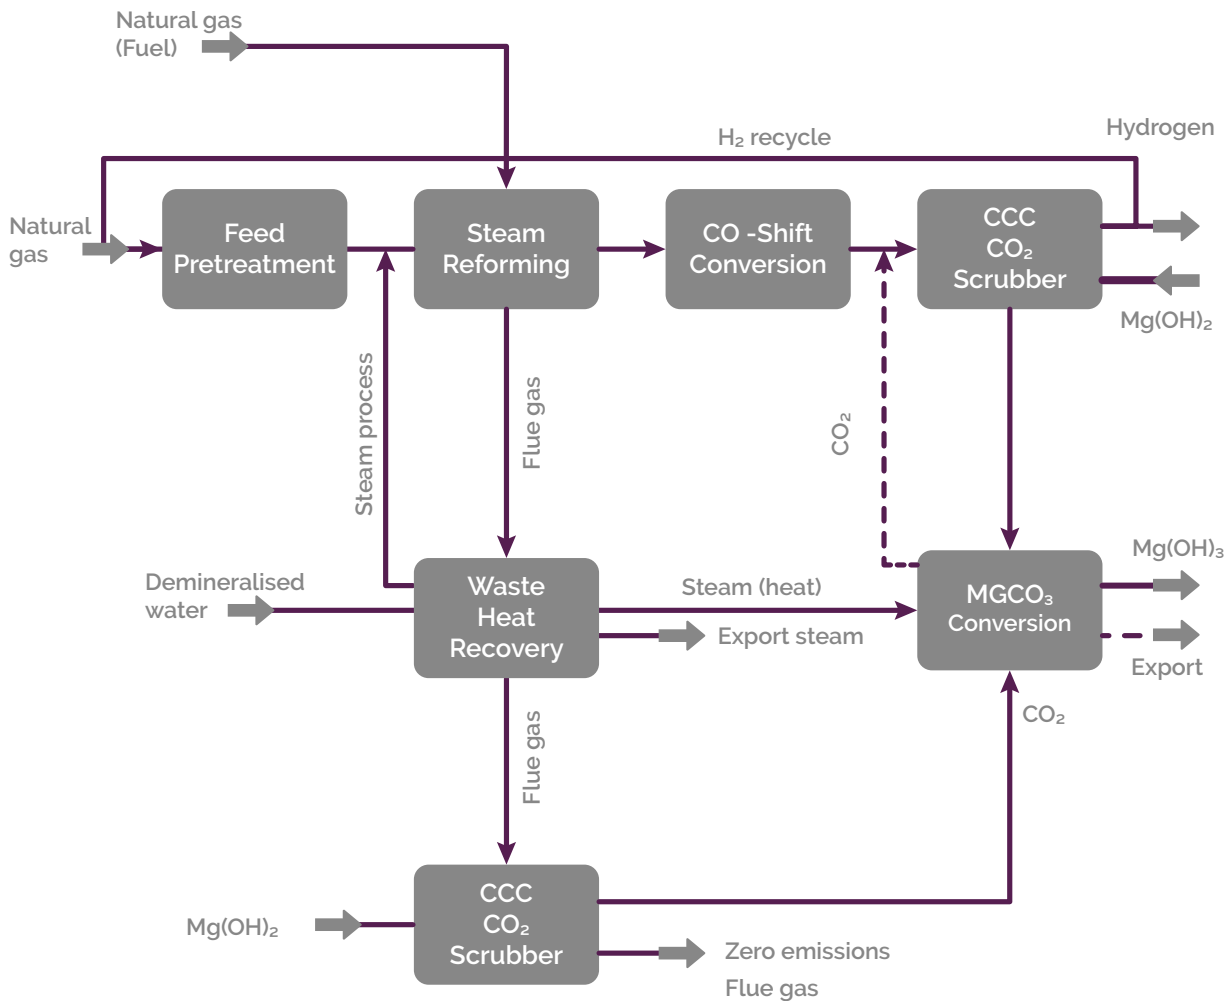 Natural gas
(Fuel)
H₂ recycle
Hydrogen
Natural
gas
Feed
Pretreatment
Steam
Reforming
CO -Shift
Conversion
CCC
CO₂
Scrubber
Mg(OH)₂
Steam process
Flue gas
CO₂
Demineralised
water
Waste
Heat
Recovery
Steam (heat)
Export steam
MGCO₃
Conversion
Mg(OH)₃
Export
Flue gas
CO₂
Mg(OH)₂
CCC
CO₂
Scrubber
Zero emissions
Flue gas